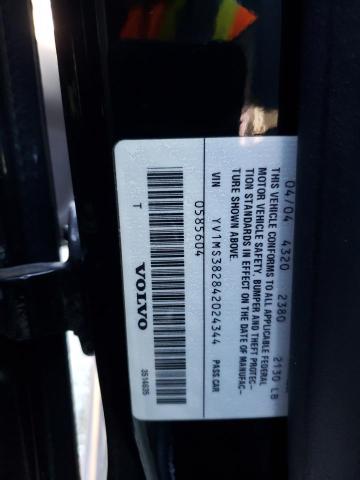 04/04 4320 2380 2130 LB
THIS VEHICLE CONFORMS TO ALL APPLICABLE FEDERAL
MOTOR VEHICLE SAFETY, BUMPER AND THEFT PROTEC-
TION STANDARDS IN EFFECT ON THE DATE OF MANUFAC-
TURE SHOWN ABOVE.
VIN YV1MS382842024344 PASS.CAR
0585604
T VOLVO 3514635